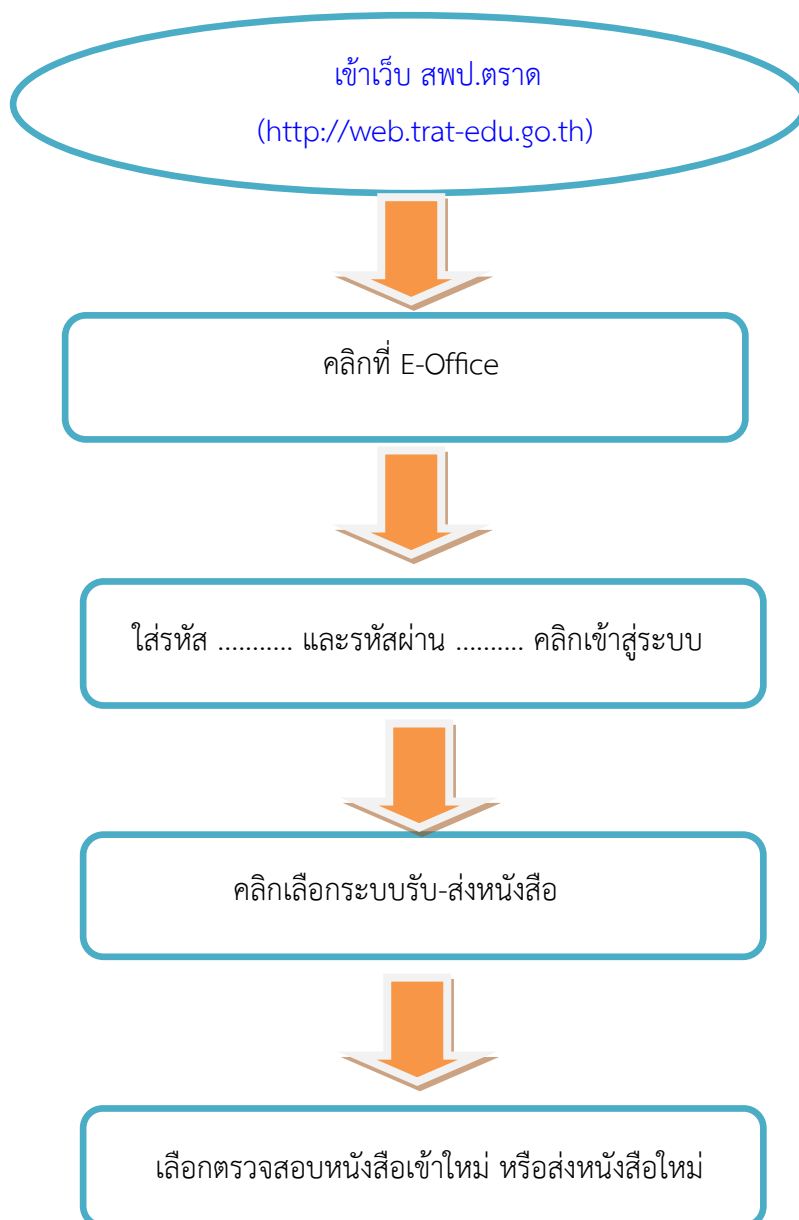 เข้าเว็บ สพป.ตราด
(http://web.trat-edu.go.th)
คลิกที่ E-Office
ใส่รหัส ........... และรหัสผ่าน .......... คลิกเข้าสู่ระบบ
คลิกเลือกระบบรับ-ส่งหนังสือ
เลือกตรวจสอบหนังสือเข้าใหม่ หรือส่งหนังสือใหม่